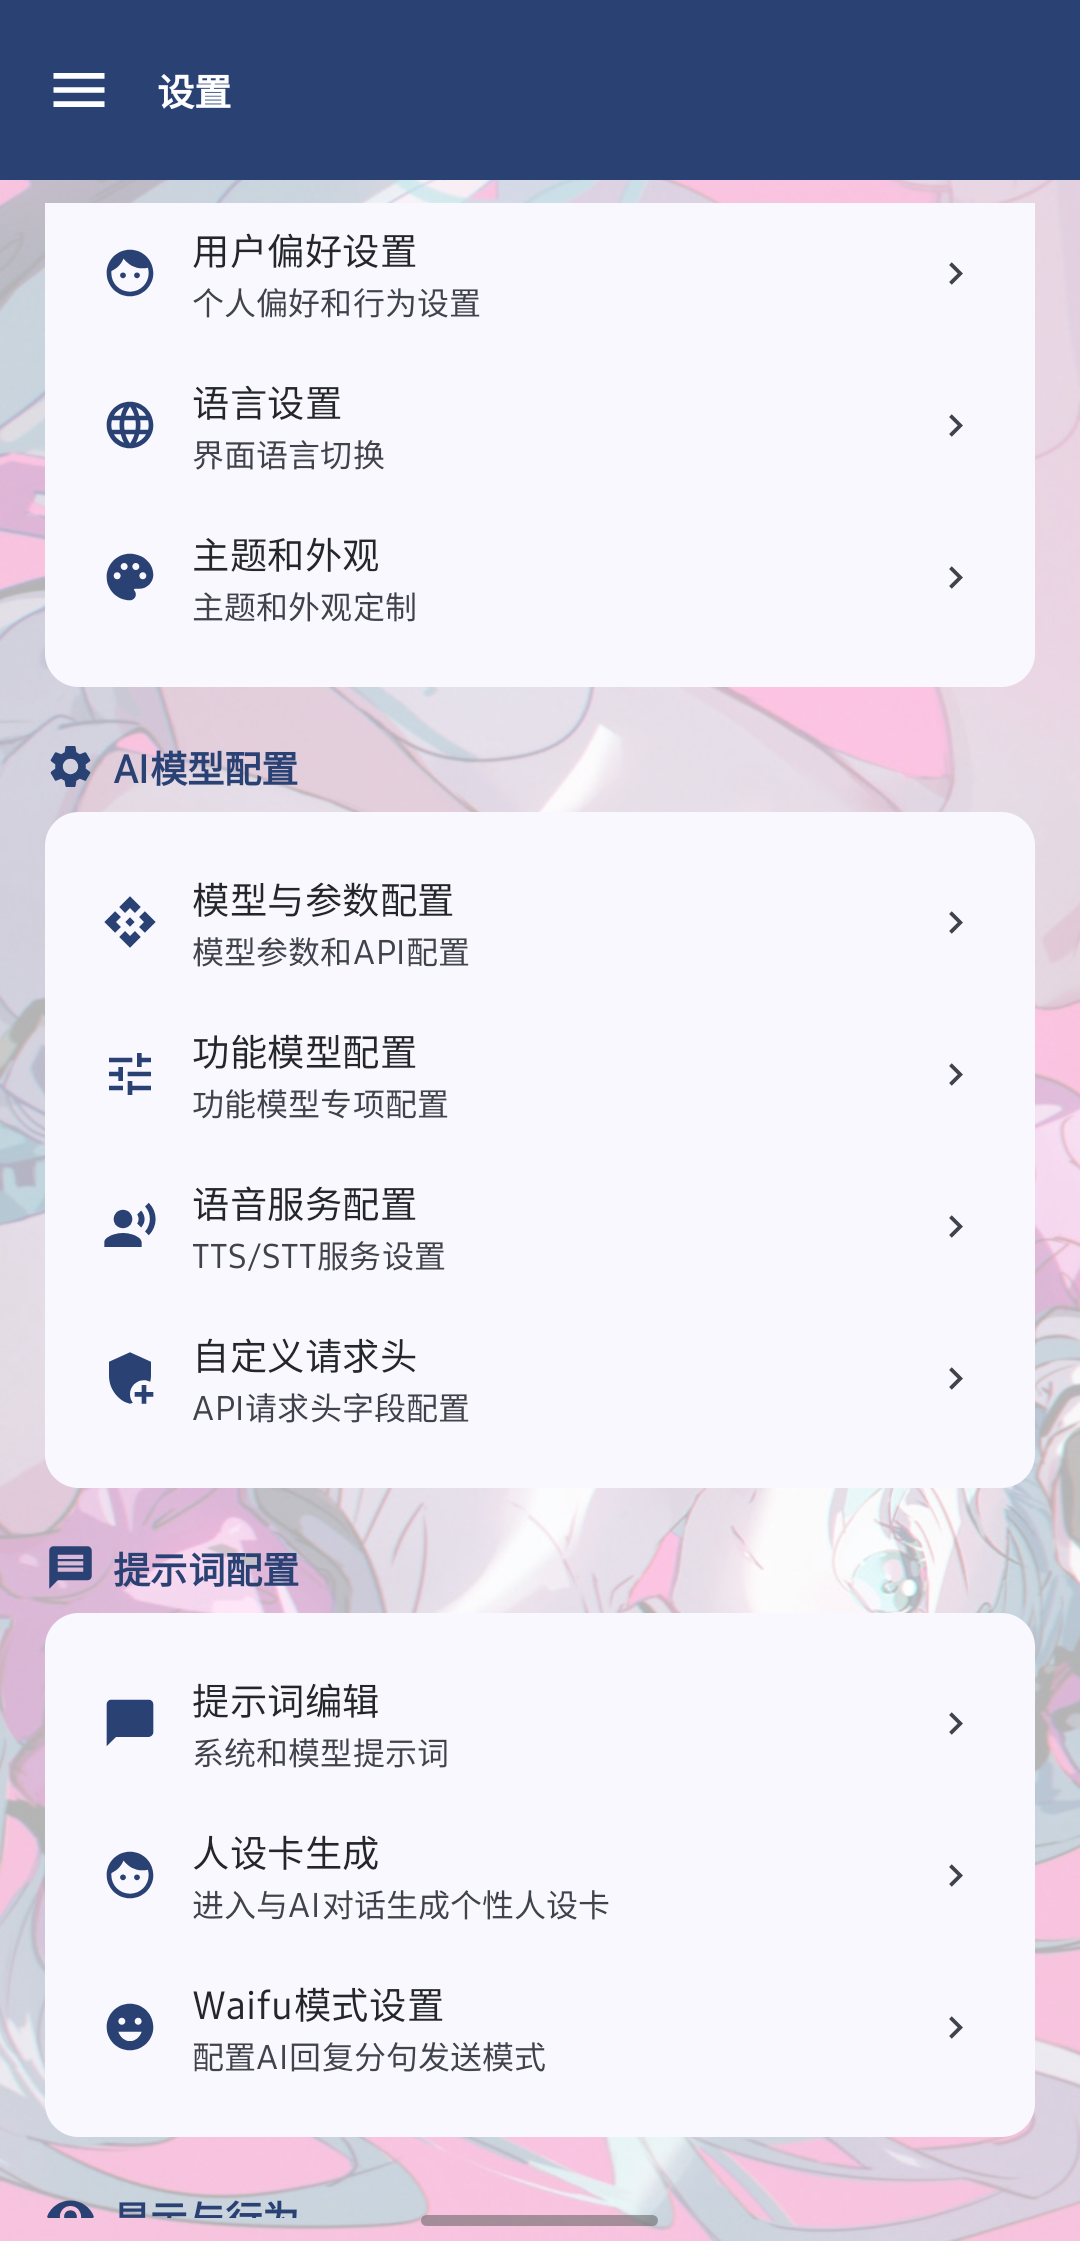 设置
用户偏好设置
个人偏好和行为设置
语言设置
界面语言切换
主题和外观
主题和外观定制
AI模型配置
模型与参数配置
模型参数和API配置
功能模型配置
功能模型专项配置
语音服务配置
TTS/STT服务设置
自定义请求头
API请求头字段配置
提示词配置
提示词编辑
系统和模型提示词
人设卡生成
进入与AI对话生成个性人设卡
Waifu模式设置
配置AI回复分句发送模式
显示与行为